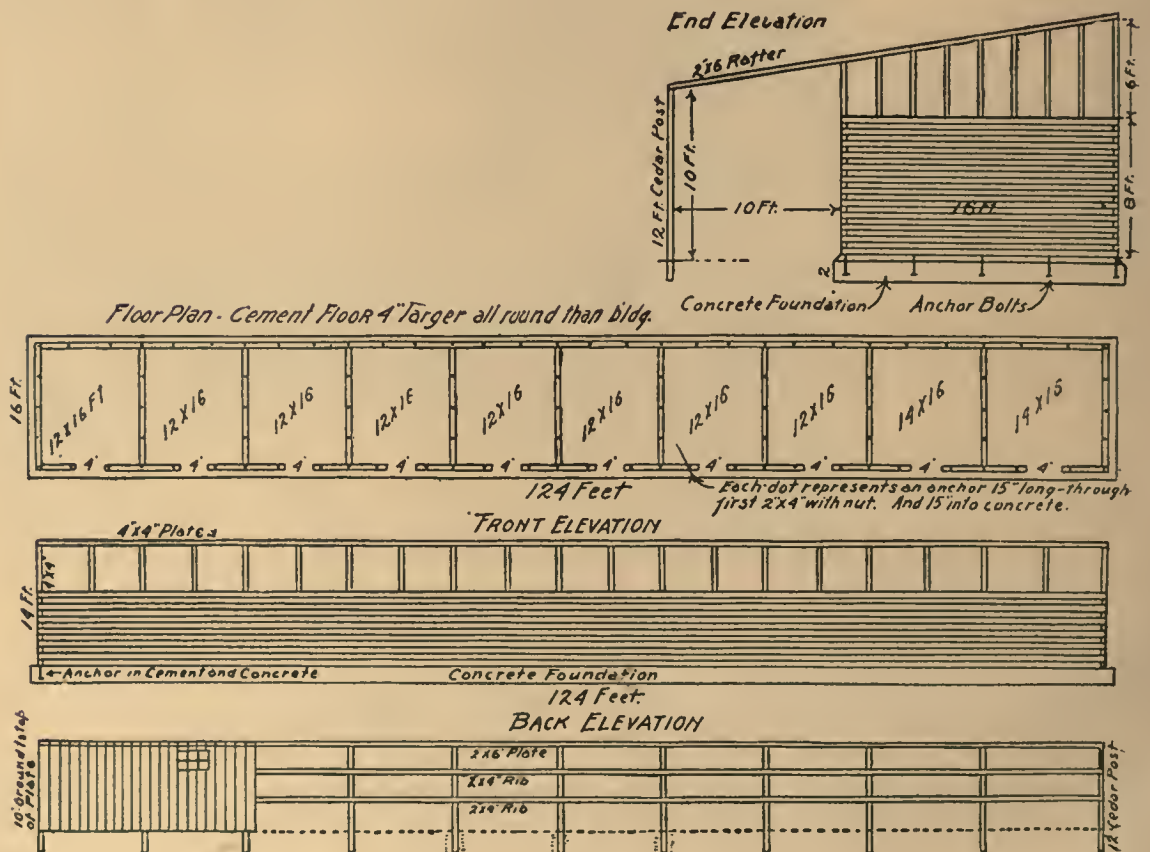 End Elevation
2"x6 Rafter
12 Ft. Cedar Post
10 Ft.
10 Ft.
16 Ft.
6 Ft.
8 Ft.
2
Concrete Foundation
Anchor Bolts
Floor Plan - Cement Floor 4" larger all round than bldg.
16 Ft.
12x16 Ft
12x16
12x16
12x16
12x16
12x16
12x16
12x16
14x16
14x16
4' 4' 4' 4' 4' 4' 4' 4' 4' 4'
124 Feet
Each dot represents an anchor 15" long-through
first 2"x4" with nut. And 15" into concrete.
FRONT ELEVATION
4"x4" Plates
4x4"
14 Ft.
Anchor in Cement and Concrete
Concrete Foundation
124 Feet.
BACK ELEVATION
10' Ground to top
of Plate
2x6' Plate
2x4" Rib
2x4" Rib
12' Cedar Post,